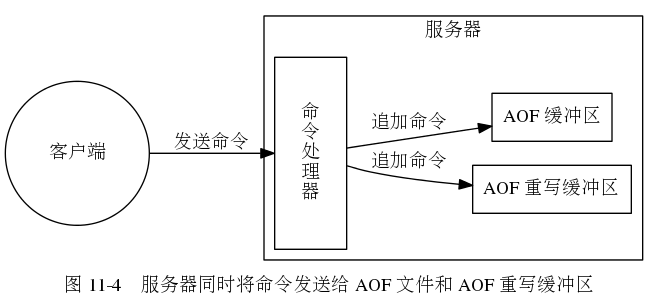 服务器
客户端
发送命令
命令处理器
追加命令
AOF 缓冲区
追加命令
AOF 重写缓冲区
图 11-4 服务器同时将命令发送给 AOF 文件和 AOF 重写缓冲区